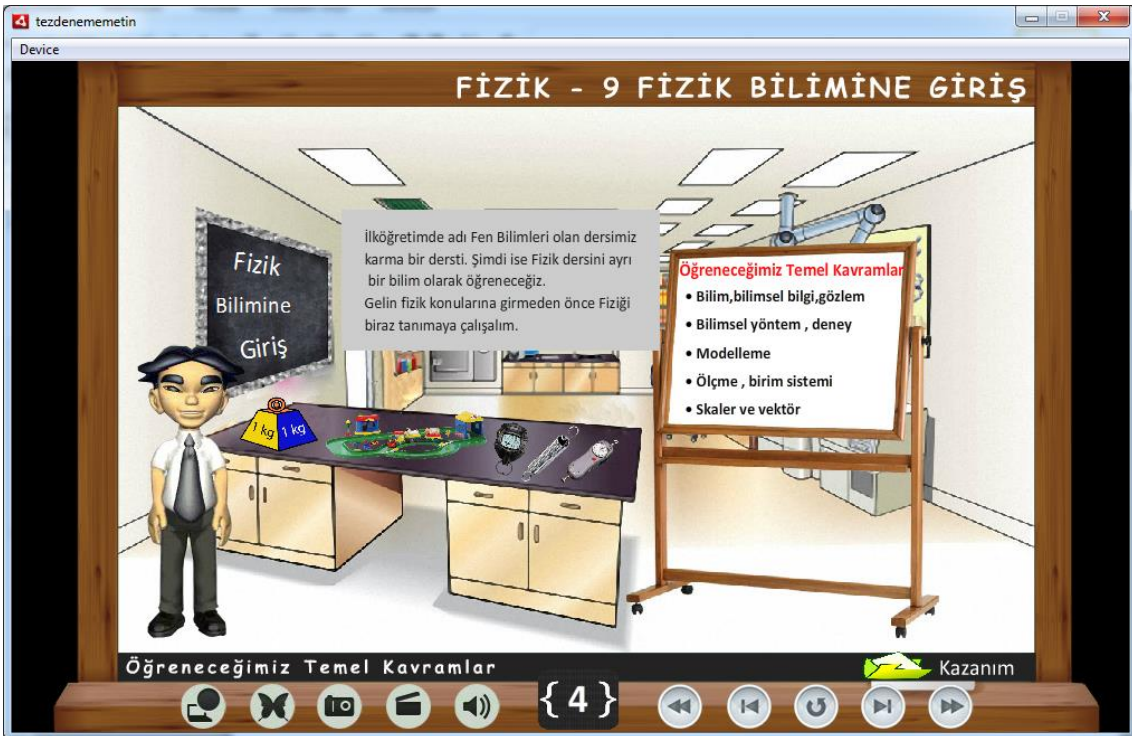 tezdenememetin
Device
FİZİK - 9 FİZİK BİLİMİNE GİRİŞ
Fizik
Bilimine
Giriş
İlköğretimde adı Fen Bilimleri olan dersimiz
karma bir dersti. Şimdi ise Fizik dersini ayrı
bir bilim olarak öğreneceğiz.
Gelin fizik konularına girmeden önce Fiziği
biraz tanımaya çalışalım.
Öğreneceğimiz Temel Kavramlar
• Bilim,bilimsel bilgi,gözlem
• Bilimsel yöntem , deney
• Modelleme
• Ölçme , birim sistemi
• Skaler ve vektör
1 kg 1 kg
Öğreneceğimiz Temel Kavramlar
Kazanım
{4}